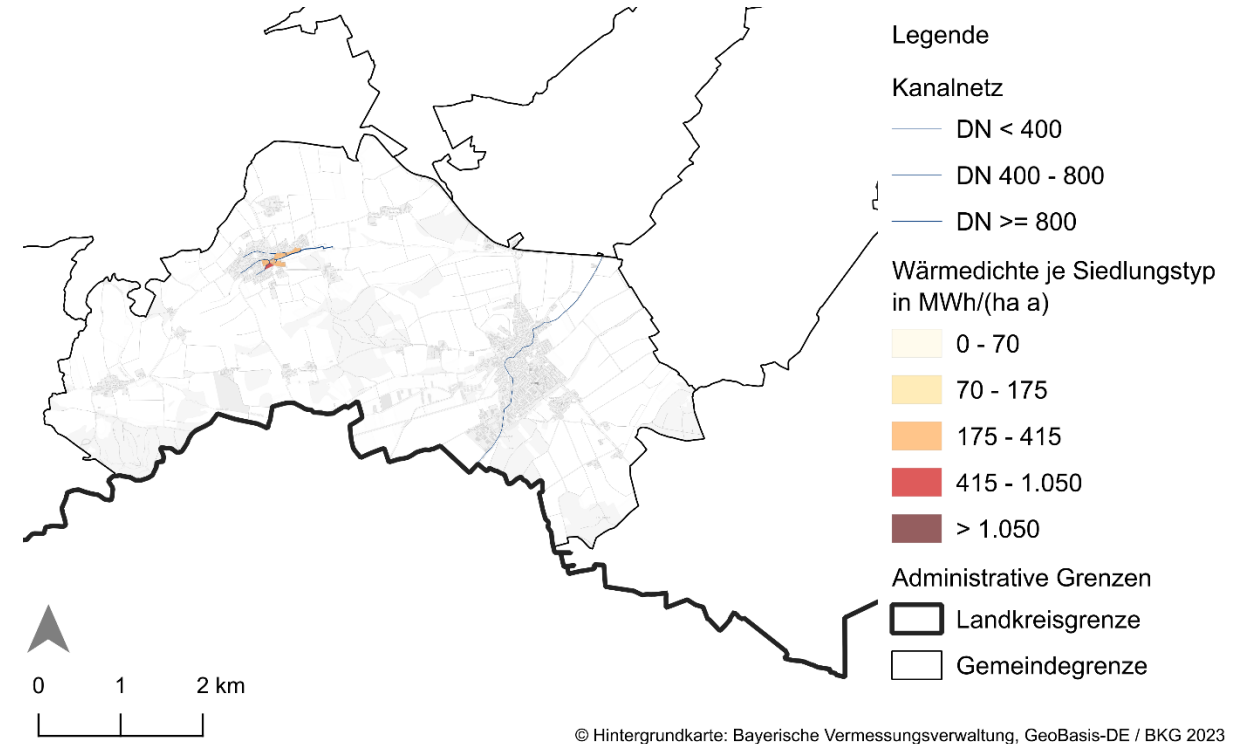 Legende
Kanalnetz
DN < 400
DN 400 - 800
DN >= 800
Wärmedichte je Siedlungstyp
in MWh/(ha a)
0 - 70
70 - 175
175 - 415
415 - 1.050
> 1.050
Administrative Grenzen
Landkreisgrenze
Gemeindegrenze
0 1 2 km
© Hintergrundkarte: Bayerische Vermessungsverwaltung, GeoBasis-DE / BKG 2023